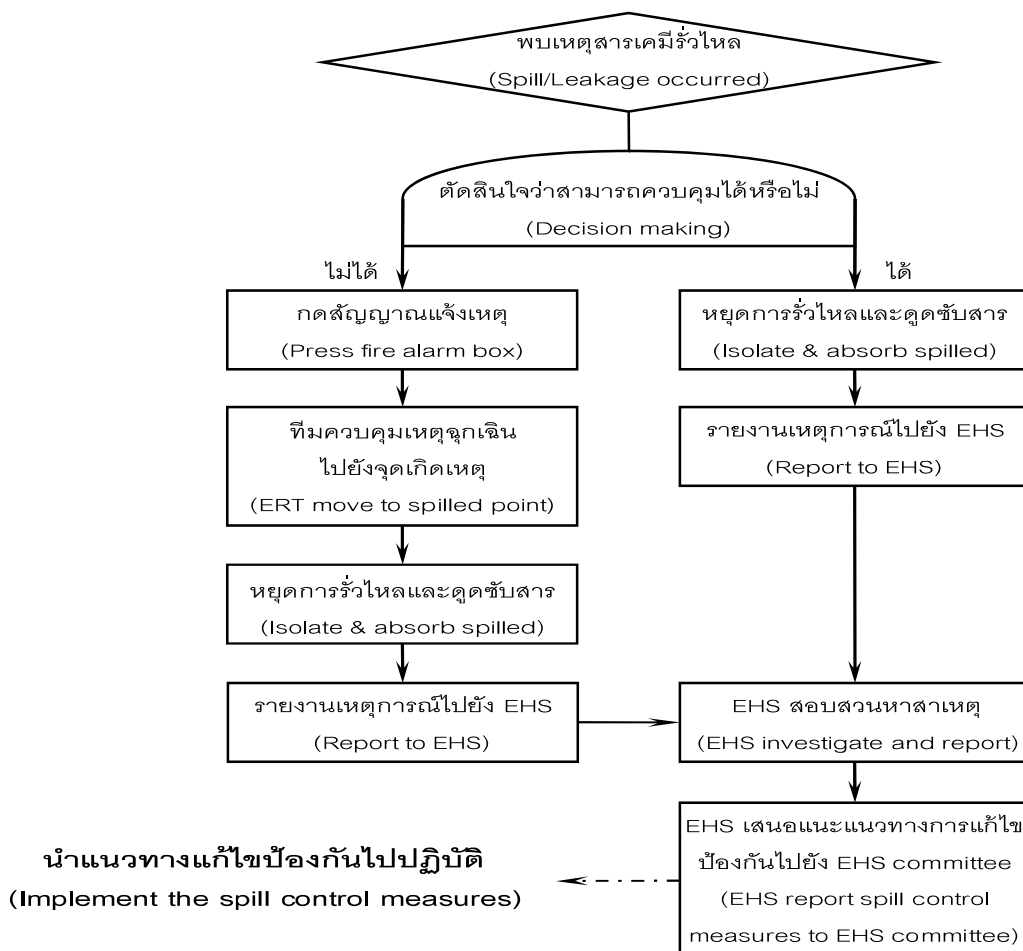 พบเหตุสารเคมีรั่วไหล
(Spill/Leakage occurred)
ตัดสินใจว่าสามารถควบคุมได้หรือไม่
(Decision making)
ไม่ได้
ได้
กดสัญญาณแจ้งเหตุ
(Press fire alarm box)
หยุดการรั่วไหลและดูดซับสาร
(Isolate & absorb spilled)
ทีมควบคุมเหตุฉุกเฉิน
ไปยังจุดเกิดเหตุ
(ERT move to spilled point)
รายงานเหตุการณ์ไปยัง EHS
(Report to EHS)
หยุดการรั่วไหลและดูดซับสาร
(Isolate & absorb spilled)
รายงานเหตุการณ์ไปยัง EHS
(Report to EHS)
EHS สอบสวนหาสาเหตุ
(EHS investigate and report)
EHS เสนอแนะแนวทางการแก้ไข
ป้องกันไปยัง EHS committee
(EHS report spill control
measures to EHS committee)
นำแนวทางแก้ไขป้องกันไปปฏิบัติ
(Implement the spill control measures)